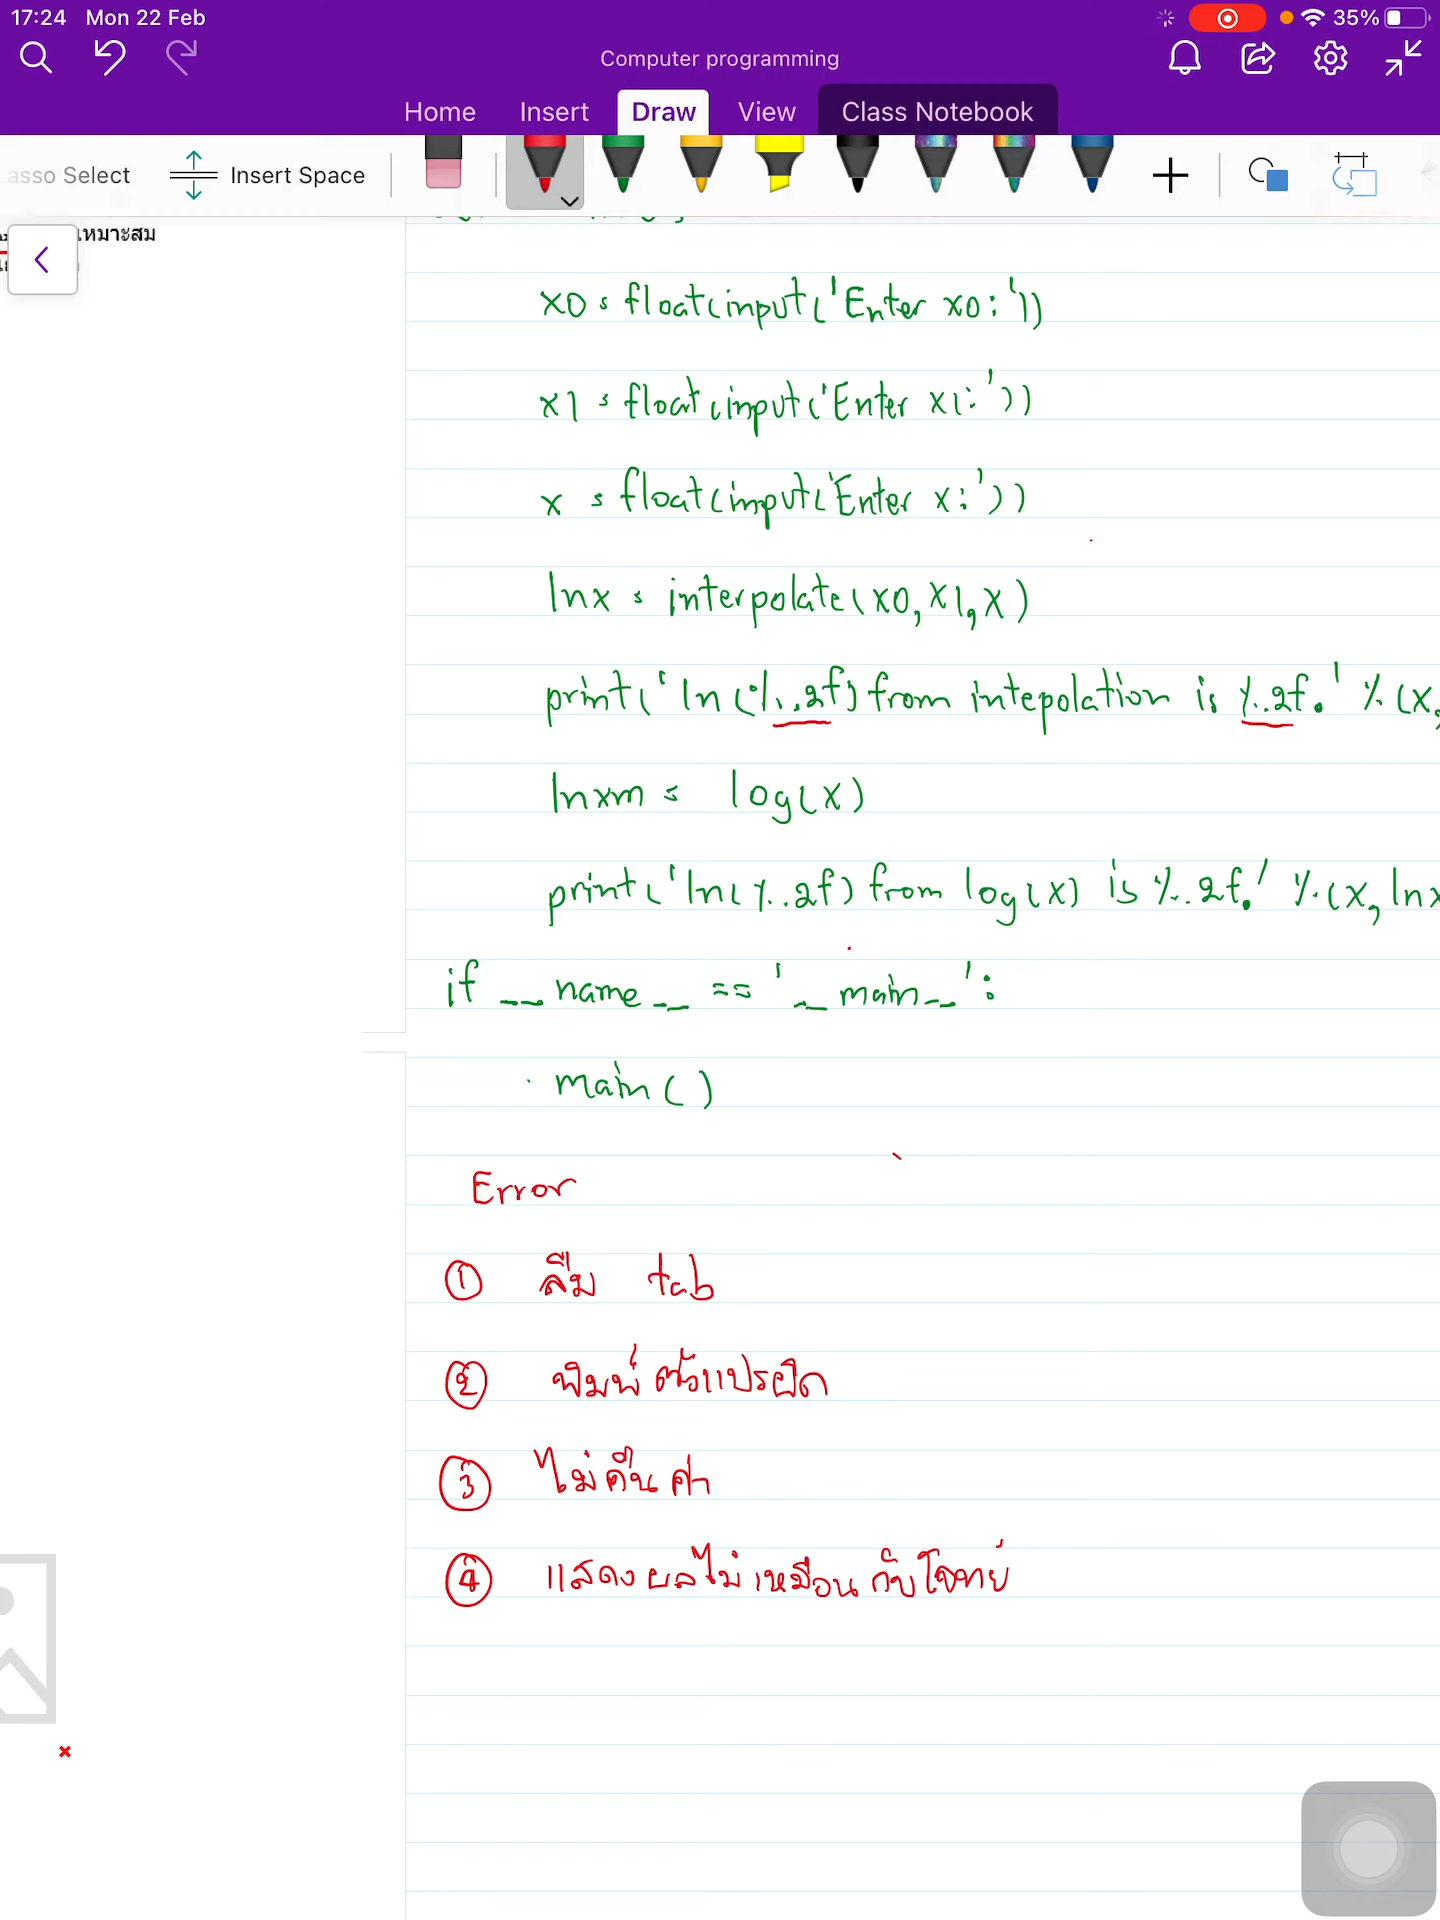 17:24 Mon 22 Feb
35%
Computer programming
Home Insert Draw View Class Notebook
asso Select Insert Space
เหมาะสม
x0 = float(input('Enter x0:'))
x1 = float(input('Enter x1:'))
x = float(input('Enter x:'))
lnx = interpolate(x0,x1,x)
print('ln(%.2f) from intepolation is %.2f.' % (x,
lnxm = log(x)
print('ln(%.2f) from log(x) is %.2f.' %(x, lnx
if __name__ == '__main__':
main()
Error
① ลืม tab
② พิมพ์ตัวแปรผิด
③ ไม่คืนค่า
④ แสดงผลไม่เหมือนกับโจทย์